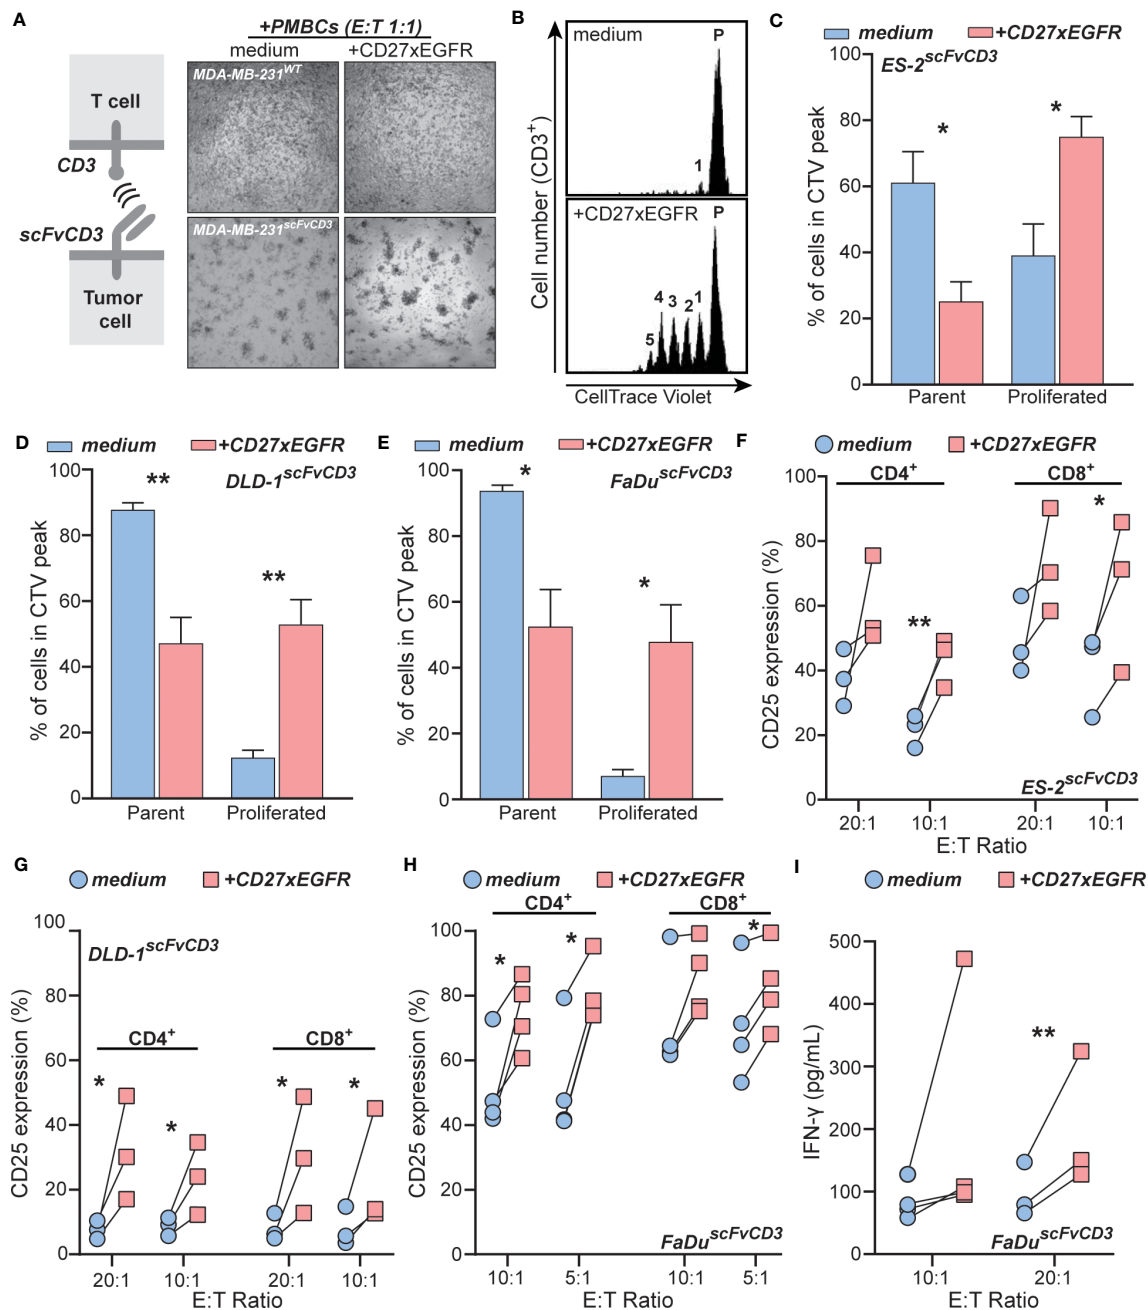 A
+PMBCs (E:T 1:1)
medium
+CD27xEGFR
T cell
CD3
scFvCD3
Tumor
cell
MDA-MB-231WT
MDA-MB-231scFvCD3
B
medium
P
1
+CD27xEGFR
P
5
4
3
2
1
Cell number (CD3+)
CellTrace Violet
C
medium
+CD27xEGFR
ES-2scFvCD3
100
80
60
40
20
0
% of cells in CTV peak
*
*
Parent
Proliferated
D
medium
+CD27xEGFR
DLD-1scFvCD3
100
80
60
40
20
0
% of cells in CTV peak
**
**
Parent
Proliferated
E
medium
+CD27xEGFR
FaDuscFvCD3
100
80
60
40
20
0
% of cells in CTV peak
*
*
Parent
Proliferated
F
medium
+CD27xEGFR
CD4+
CD8+
100
80
60
40
20
0
CD25 expression (%)
**
*
ES-2scFvCD3
20:1
10:1
20:1
10:1
E:T Ratio
G
medium
+CD27xEGFR
DLD-1scFvCD3
100
80
60
40
20
0
CD25 expression (%)
CD4+
CD8+
*
*
*
*
20:1
10:1
20:1
10:1
E:T Ratio
H
medium
+CD27xEGFR
CD4+
CD8+
100
80
60
40
20
0
CD25 expression (%)
*
*
*
FaDuscFvCD3
10:1
5:1
10:1
5:1
E:T Ratio
I
medium
+CD27xEGFR
500
400
300
200
100
0
IFN-γ (pg/mL)
**
FaDuscFvCD3
10:1
20:1
E:T Ratio